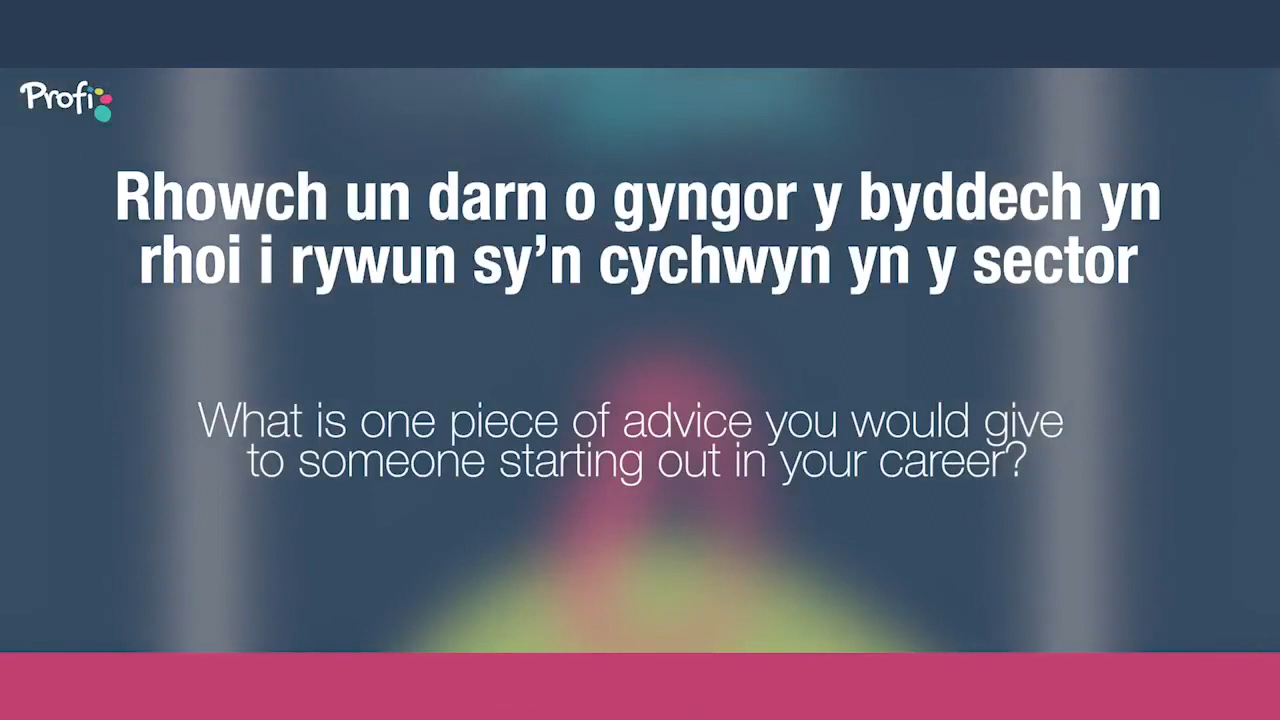 Profi
Rhowch un darn o gyngor y byddech yn
rhoi i rywun sy’n cychwyn yn y sector
What is one piece of advice you would give
to someone starting out in your career?